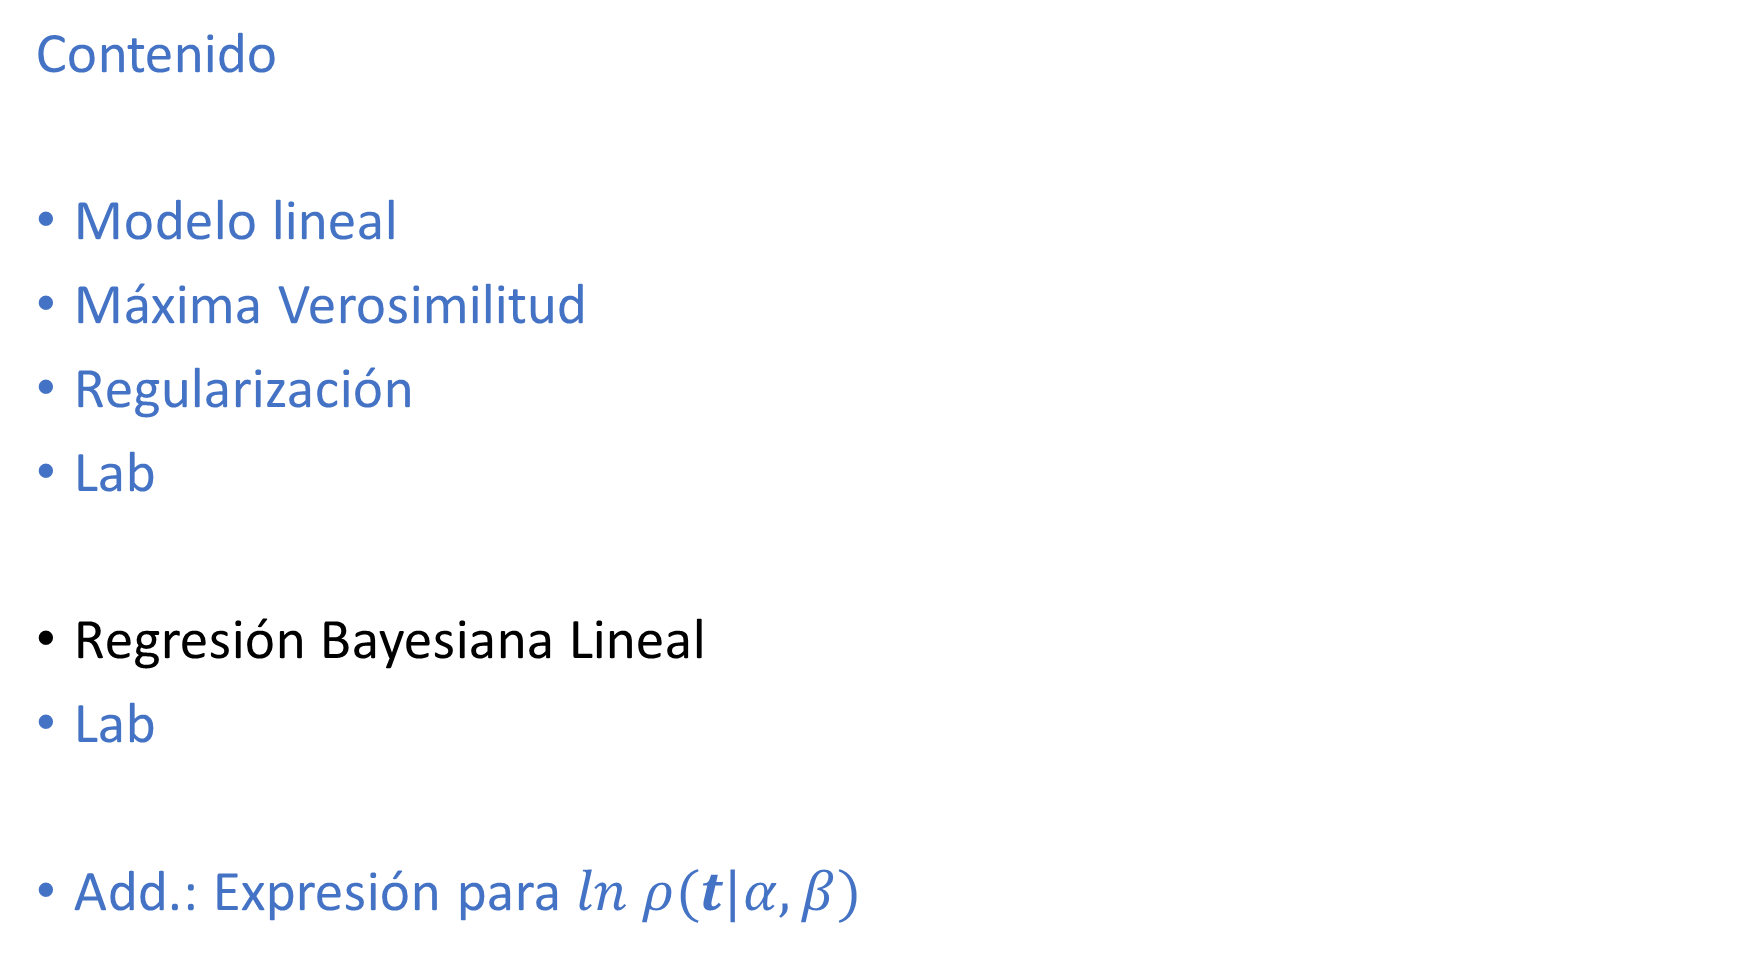 Contenido
• Modelo lineal
• Máxima Verosimilitud
• Regularización
• Lab
• Regresión Bayesiana Lineal
• Lab
• Add.: Expresión para ln ρ(t|α, β)